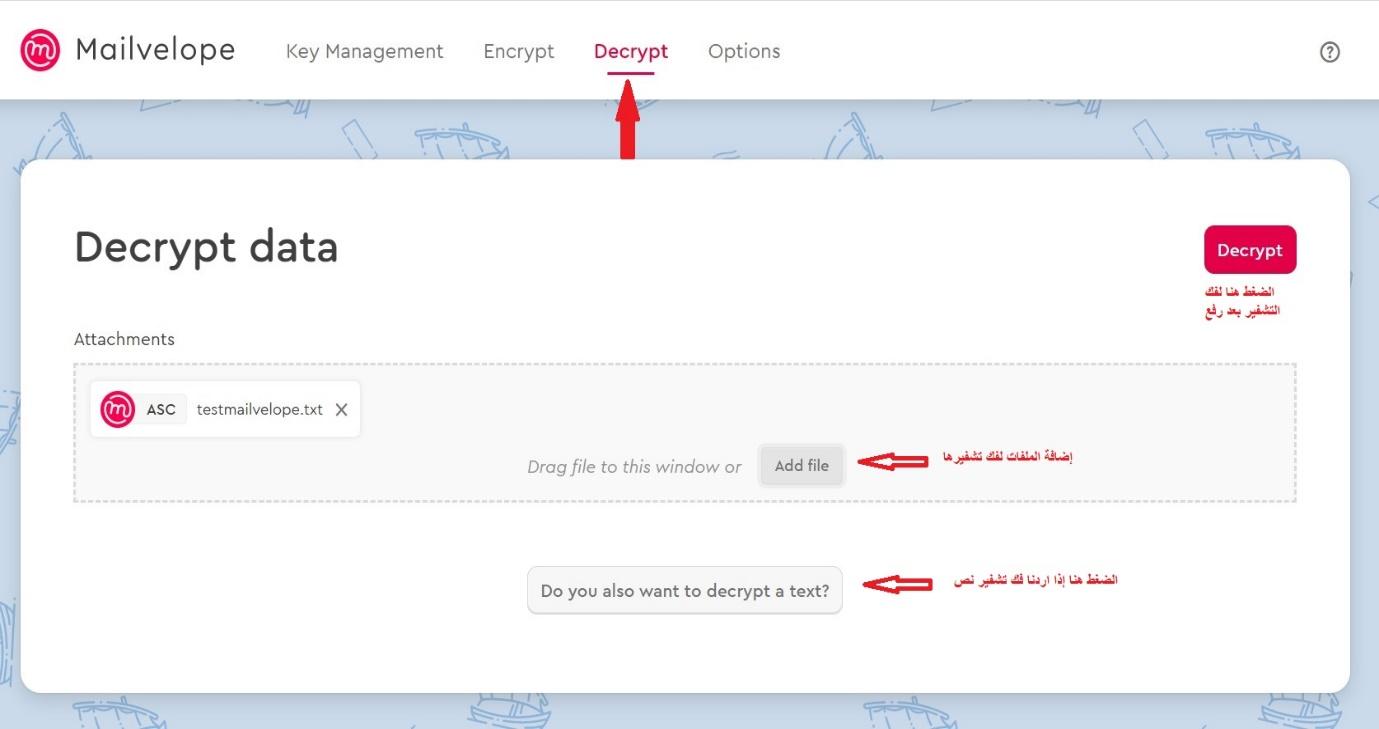 Mailvelope
Key Management
Encrypt
Decrypt
Options
Decrypt data
Decrypt
الضغط هنا لفك
التشفير بعد رفع
Attachments
ASC
testmailvelope.txt
Drag file to this window or
Add file
إضافة الملفات لفك تشفيرها
Do you also want to decrypt a text?
الضغط هنا إذا اردنا فك تشفير نص